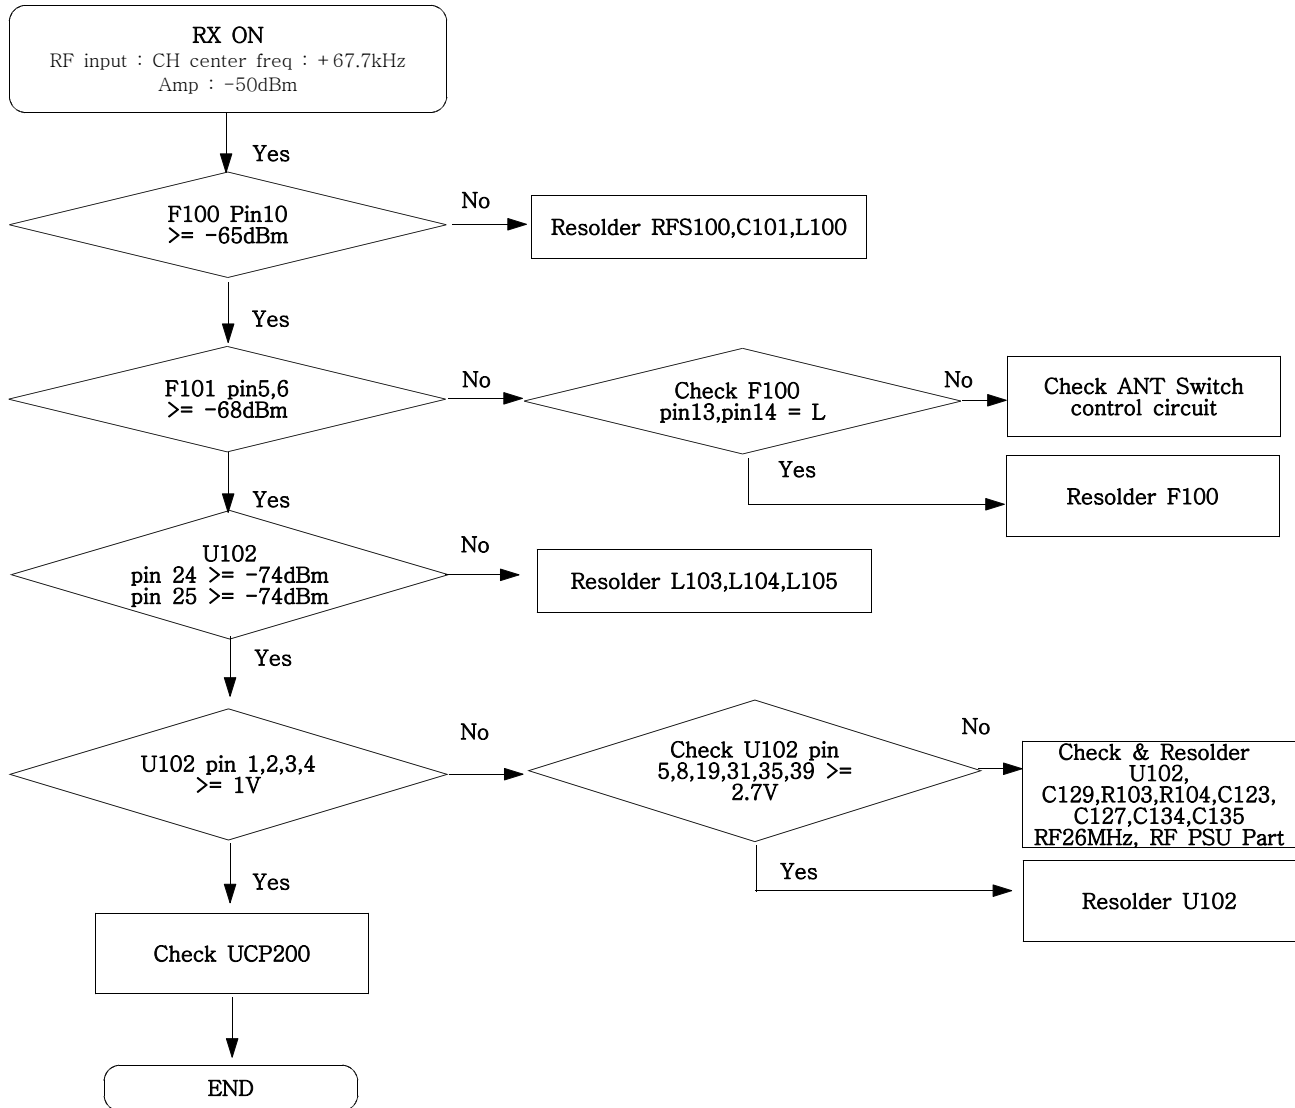 RX ON
RF input : CH center freq : +67.7kHz
Amp : -50dBm
Yes
F100 Pin10
>= -65dBm
No
Resolder RFS100,C101,L100
Yes
F101 pin5,6
>= -68dBm
No
Check F100
pin13,pin14 = L
No
Check ANT Switch
control circuit
Yes
Resolder F100
Yes
U102
pin 24 >= -74dBm
pin 25 >= -74dBm
No
Resolder L103,L104,L105
Yes
U102 pin 1,2,3,4
>= 1V
No
Check U102 pin
5,8,19,31,35,39 >=
2.7V
No
Check & Resolder
U102,
C129,R103,R104,C123,
C127,C134,C135
RF26MHz, RF PSU Part
Yes
Resolder U102
Yes
Check UCP200
END